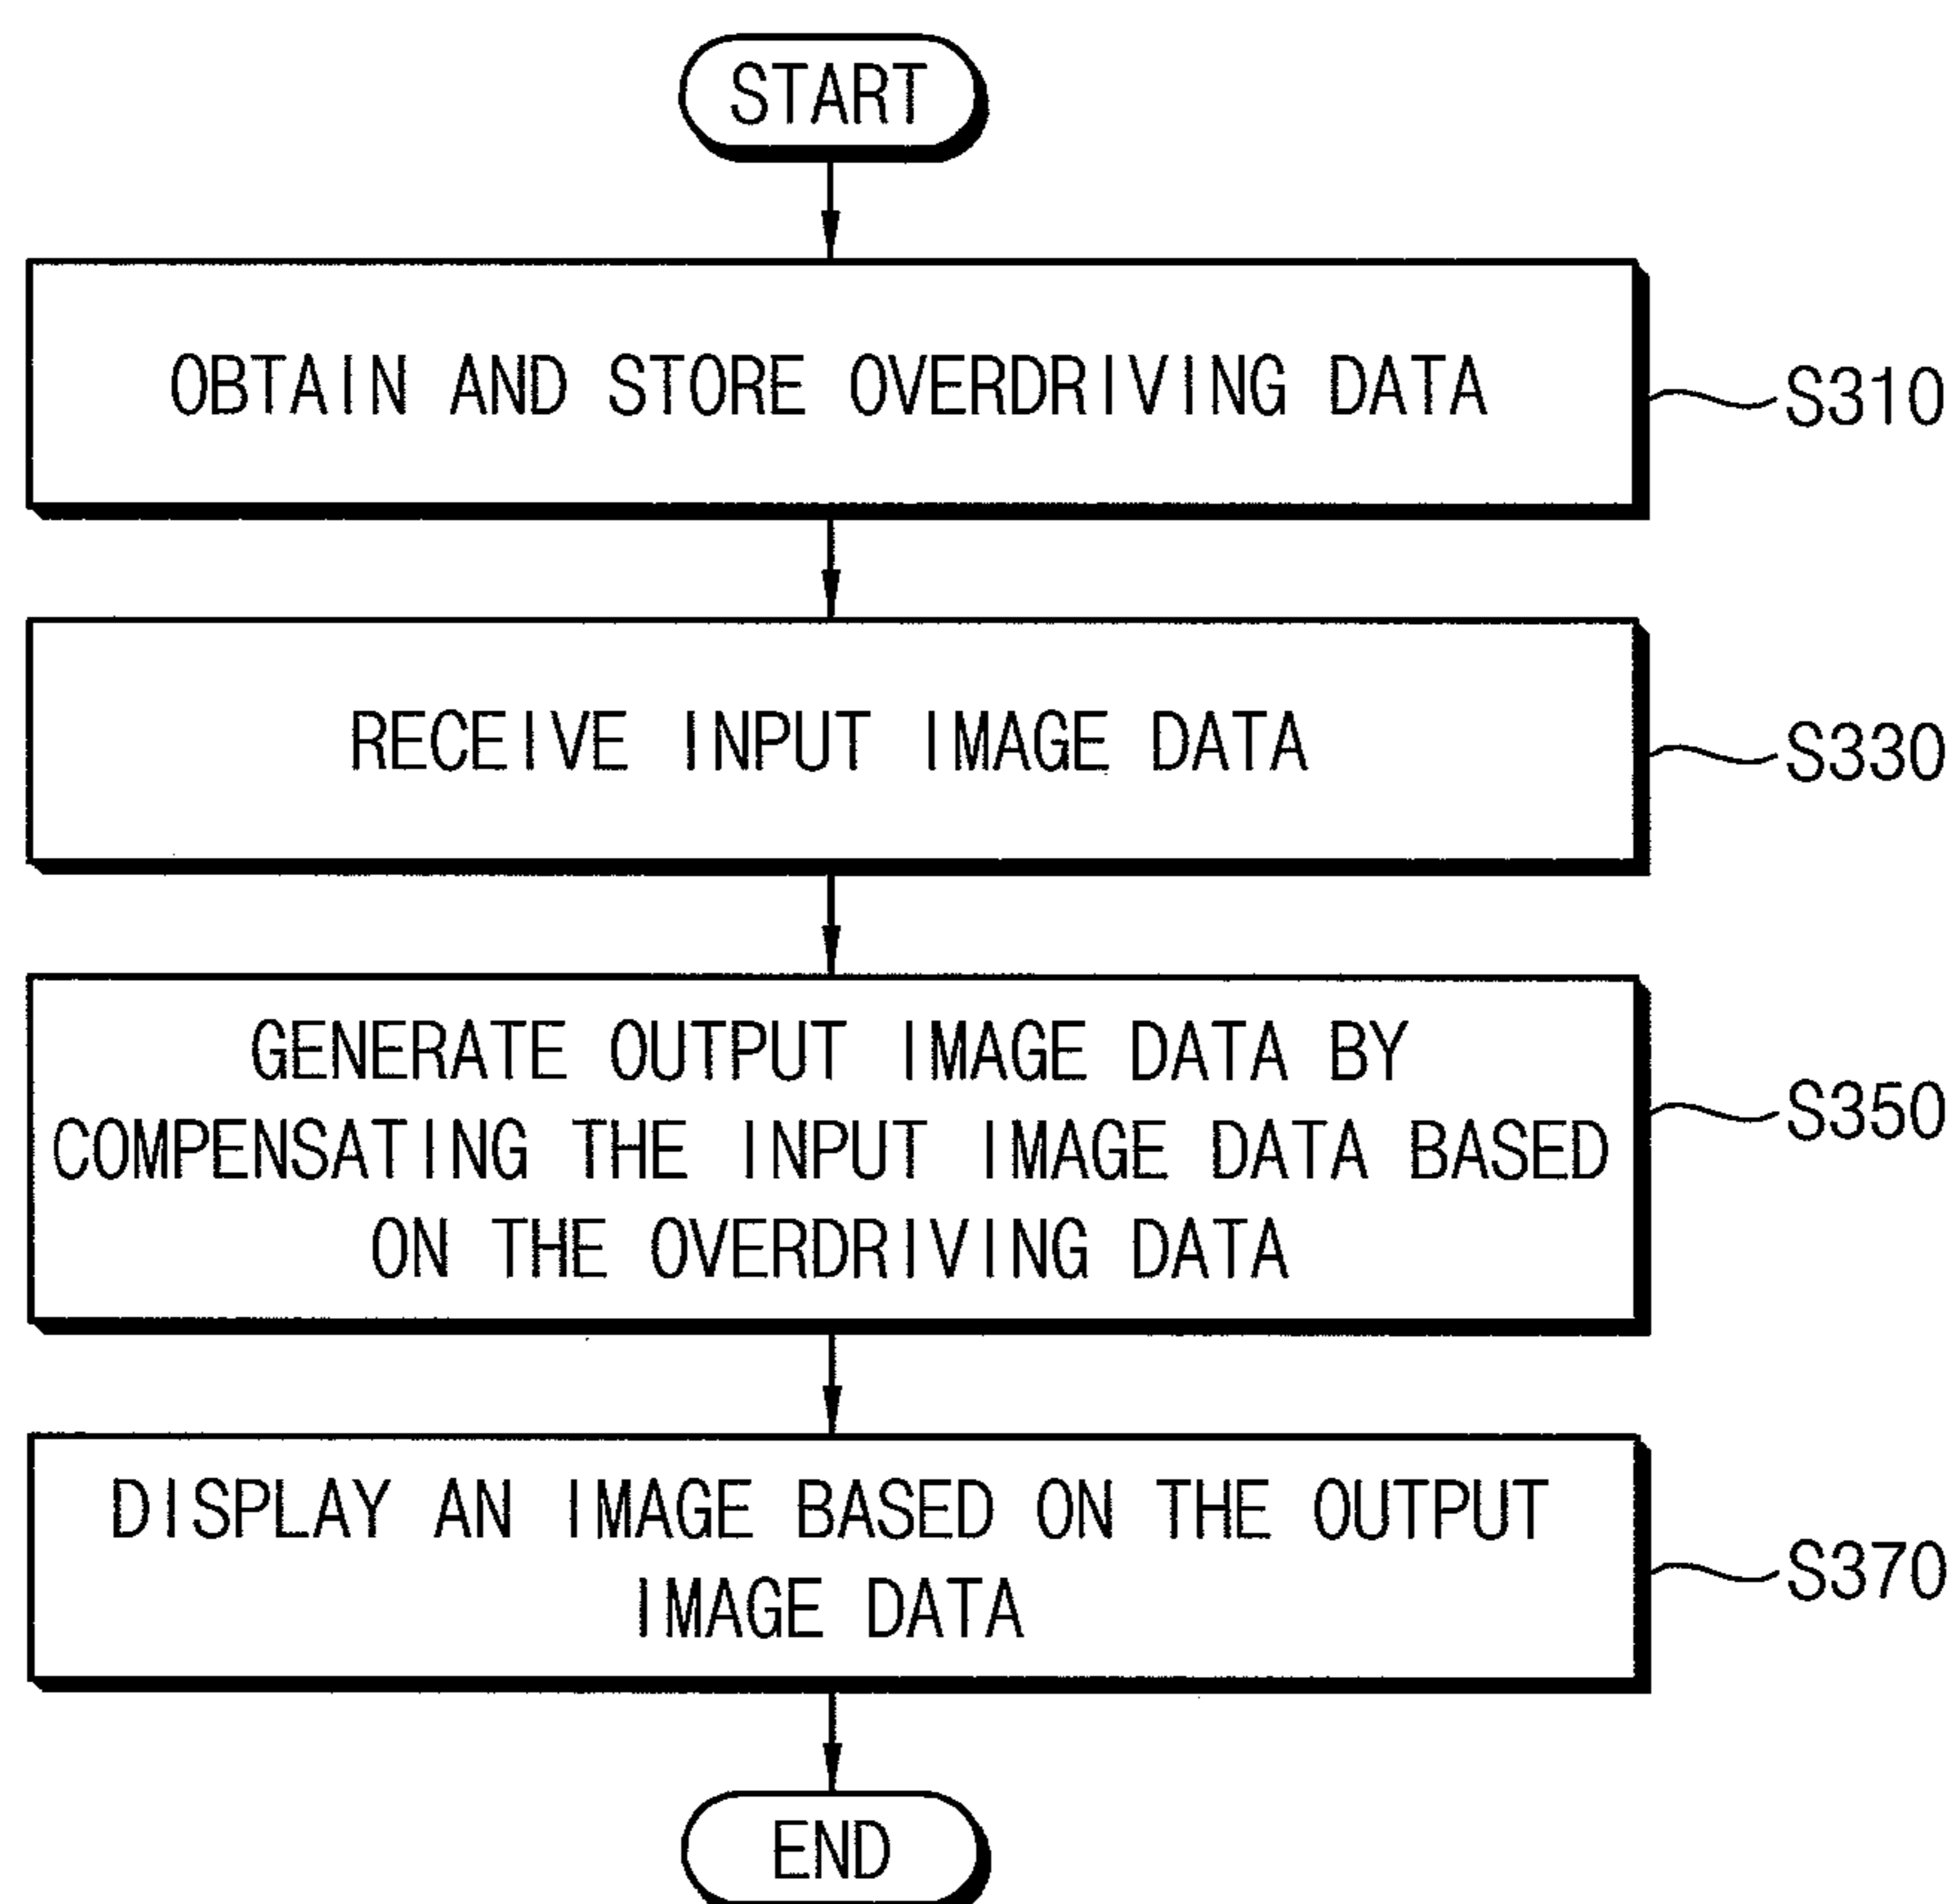 START
OBTAIN AND STORE OVERDRIVING DATA
S310
RECEIVE INPUT IMAGE DATA
S330
GENERATE OUTPUT IMAGE DATA BY
COMPENSATING THE INPUT IMAGE DATA BASED
ON THE OVERDRIVING DATA
S350
DISPLAY AN IMAGE BASED ON THE OUTPUT
IMAGE DATA
S370
END